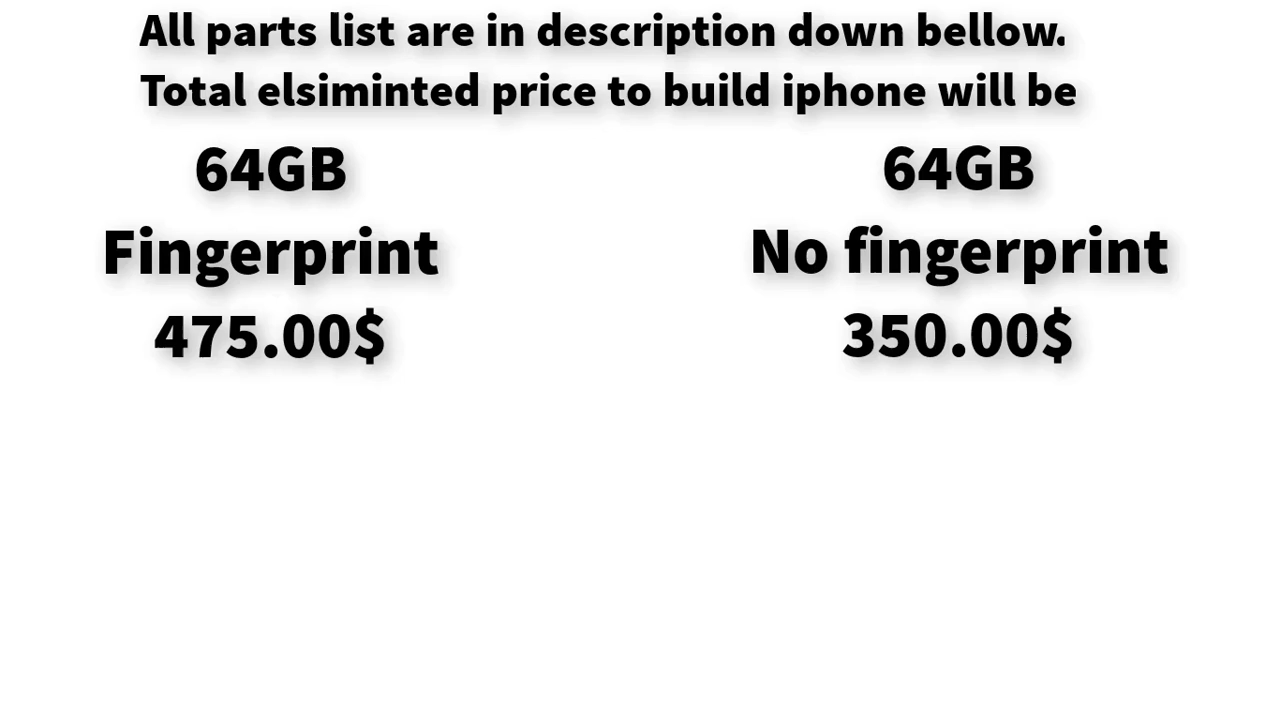 All parts list are in description down bellow.
Total elsiminted price to build iphone will be
64GB
Fingerprint
475.00$
64GB
No fingerprint
350.00$